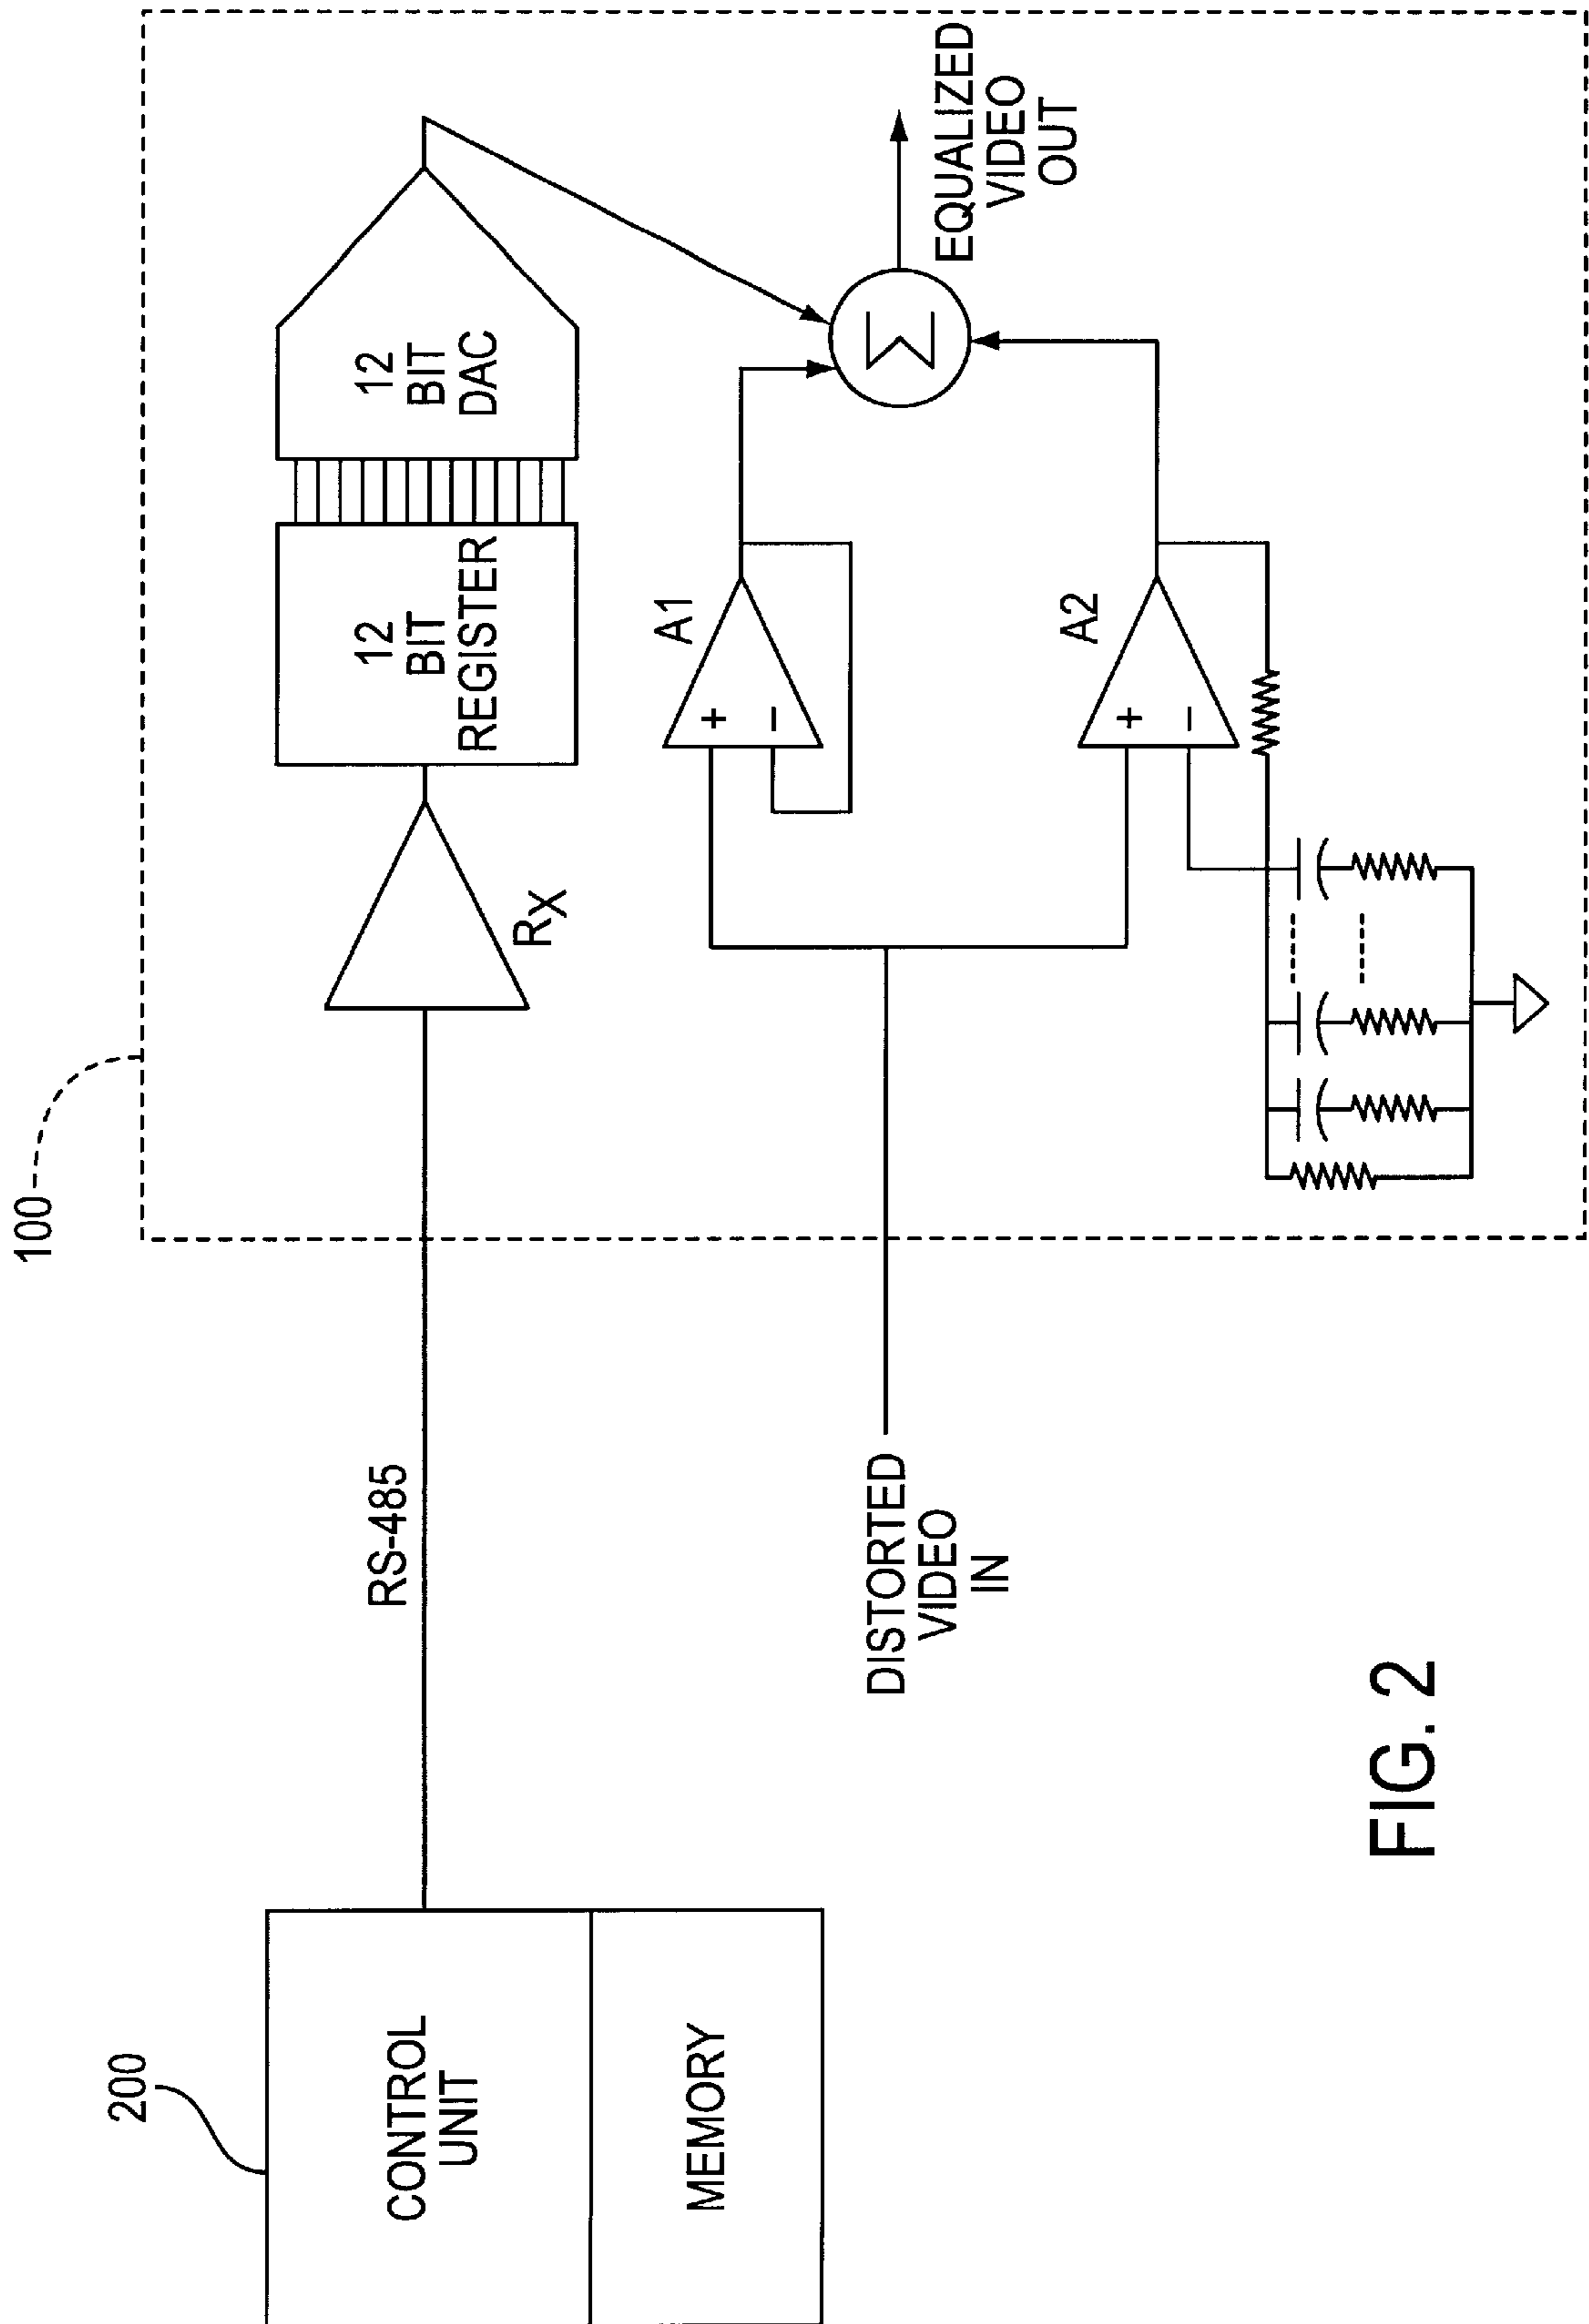 100
200
CONTROL
UNIT
MEMORY
RS-485
RX
12
BIT
REGISTER
12
BIT
DAC
DISTORTED
VIDEO
IN
A1
+
−
A2
+
−
Σ
EQUALIZED
VIDEO
OUT
FIG. 2